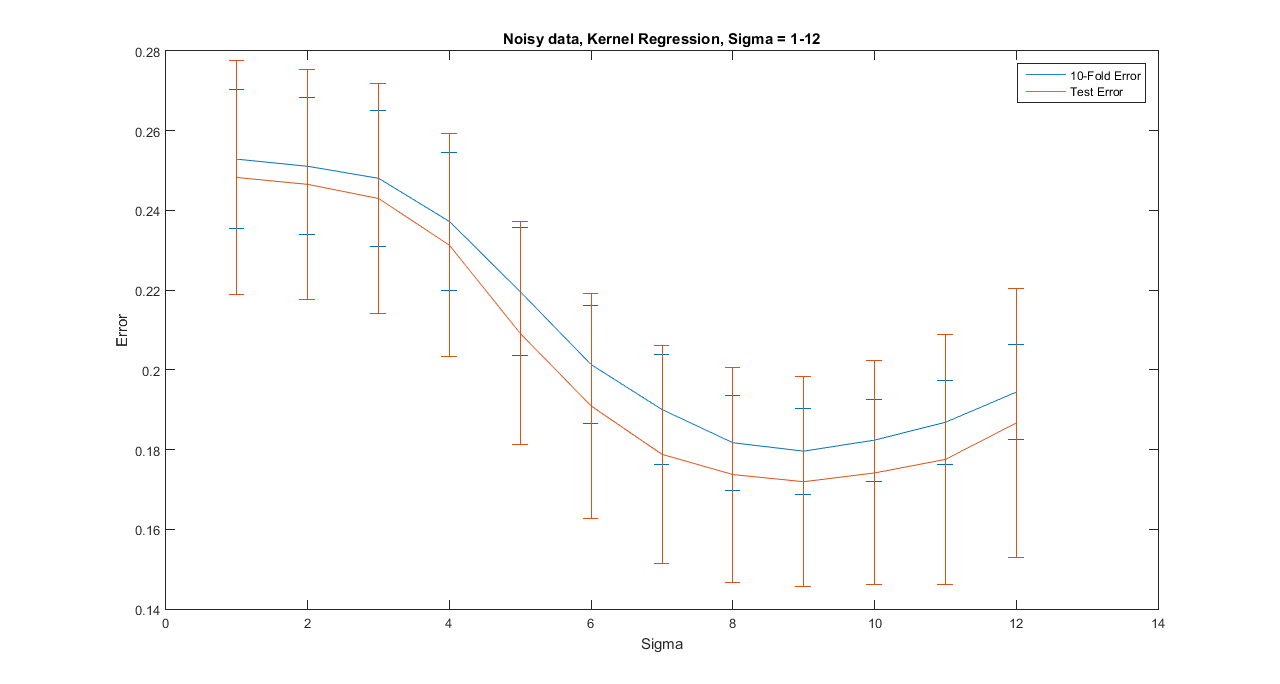 Noisy data, Kernel Regression, Sigma = 1-12
10-Fold Error
Test Error
0.28
0.26
0.24
0.22
0.2
0.18
0.16
0.14
Error
0 2 4 6 8 10 12 14
Sigma